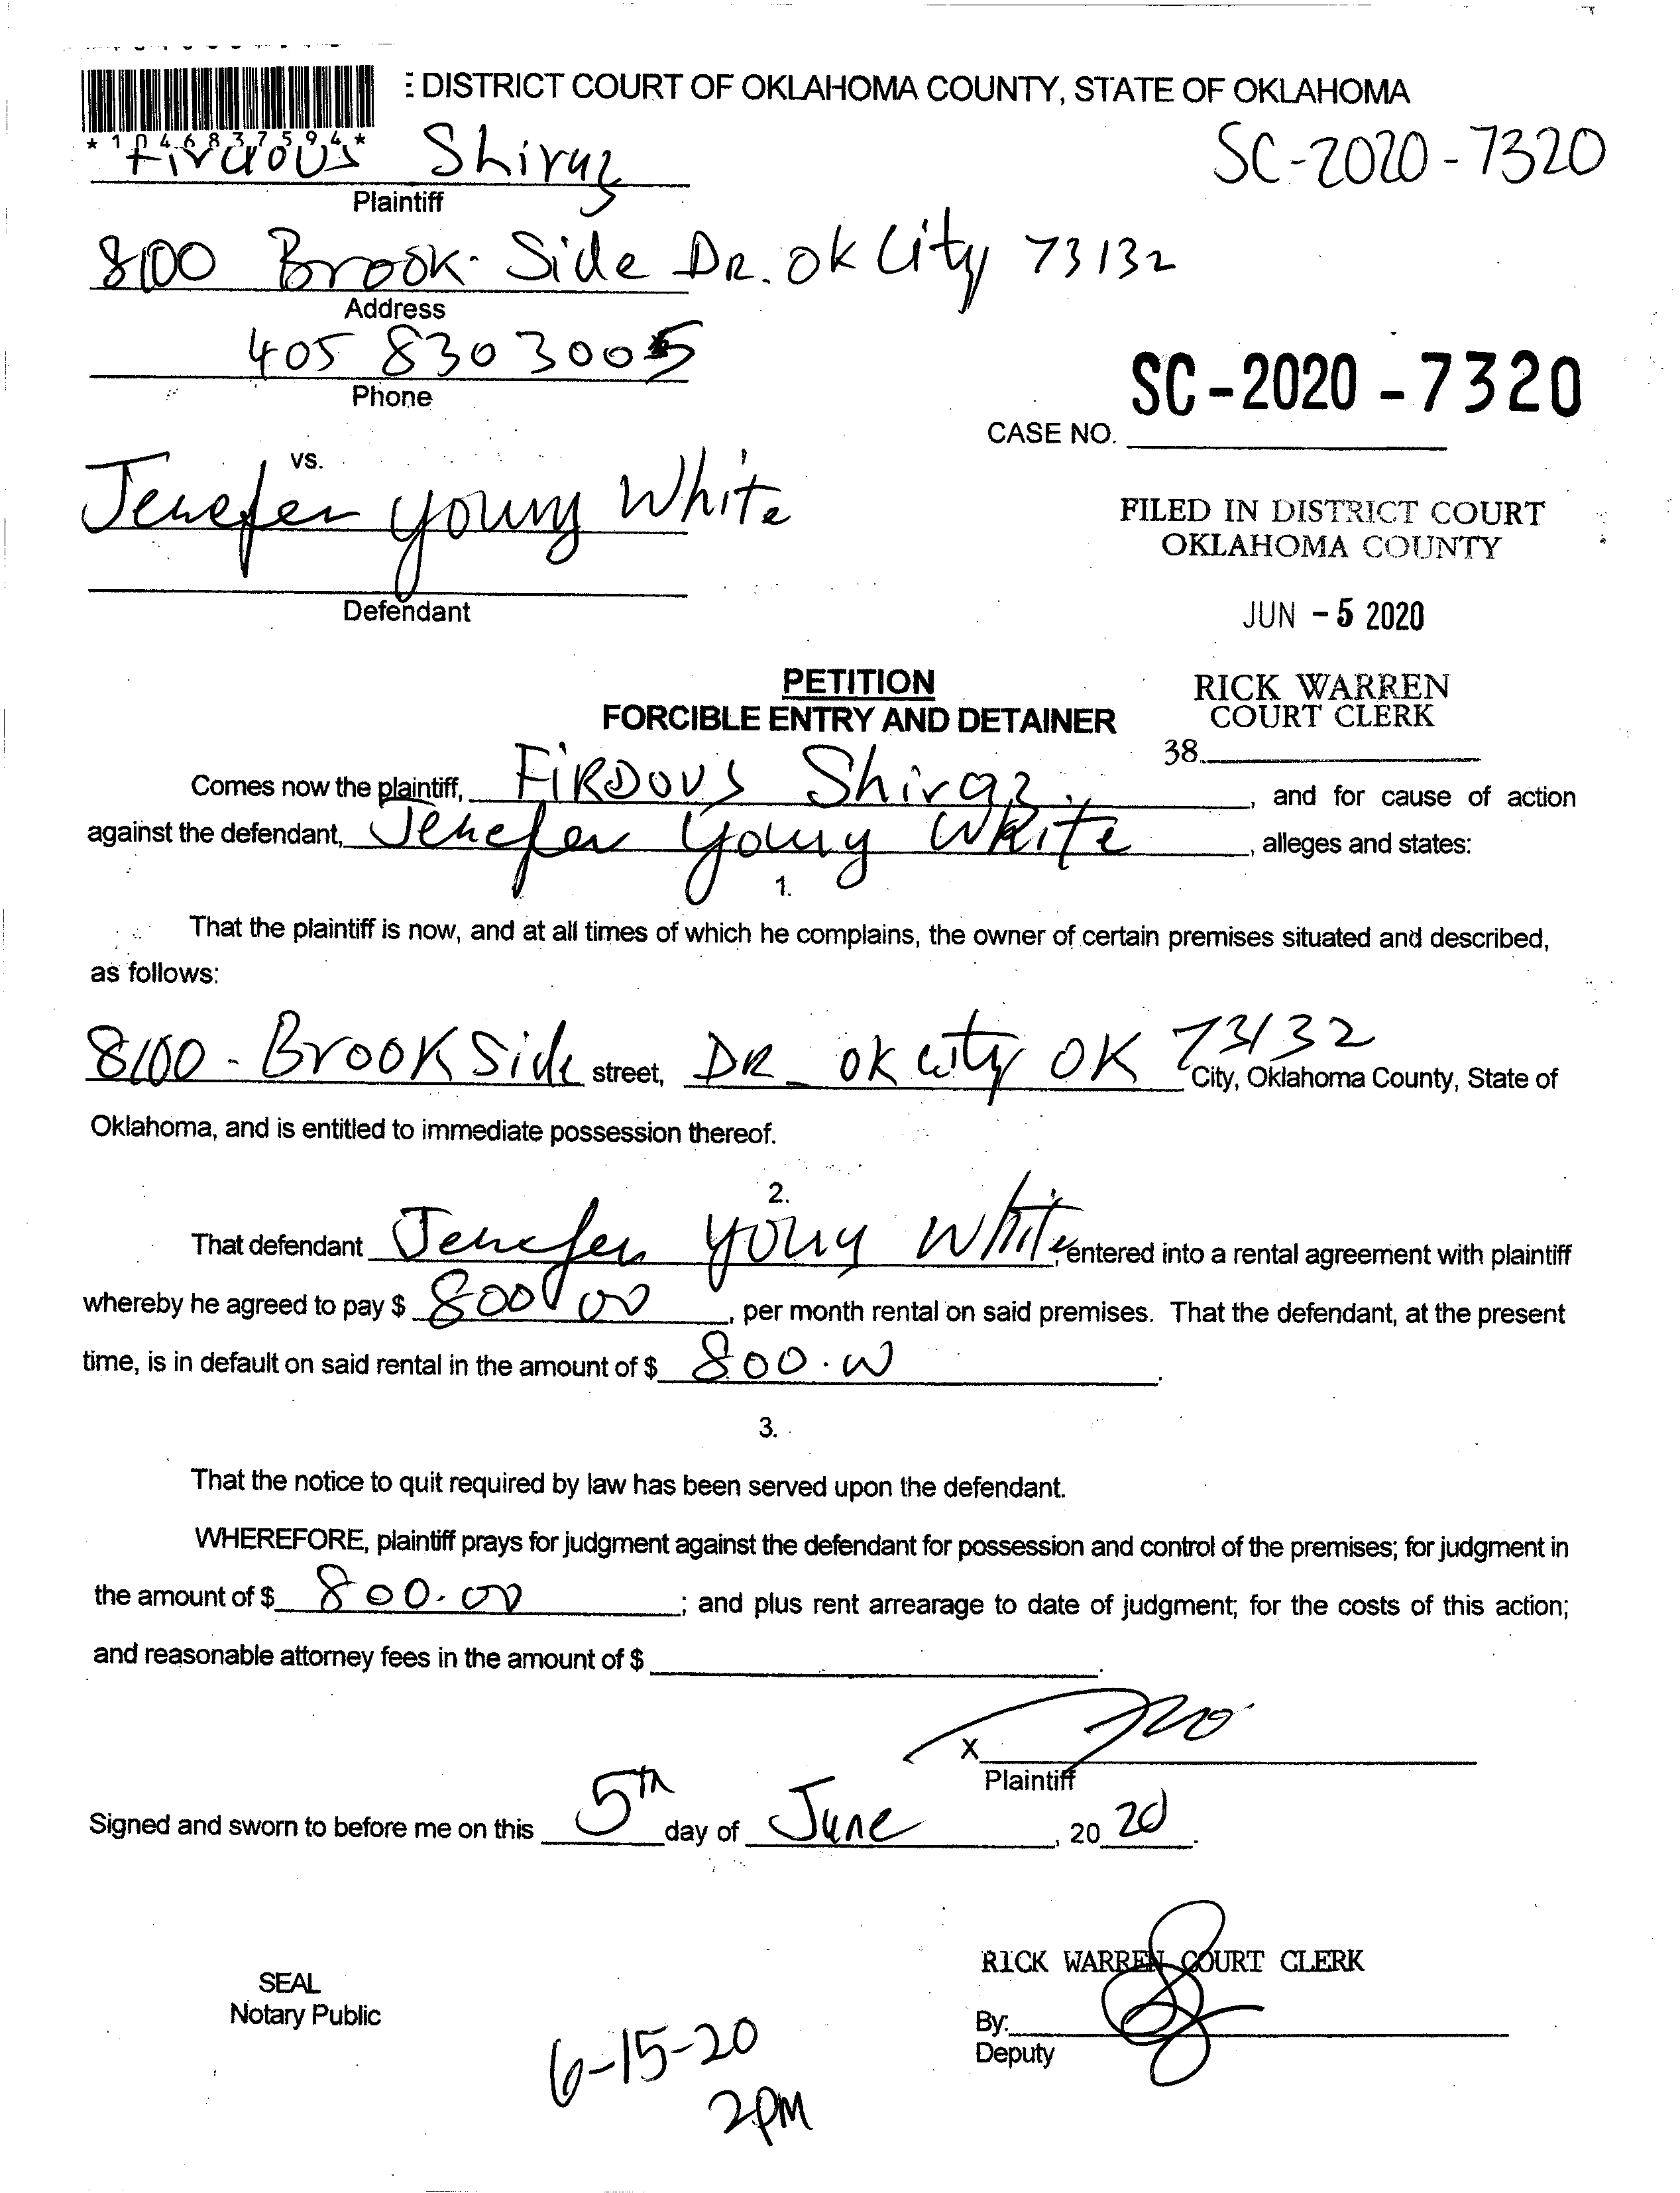 : DISTRICT COURT OF OKLAHOMA COUNTY, STATE OF OKLAHOMA
*1046837594*
Firdous Shiraz
SC-2020-7320
Plaintiff
8100 Brook-Side DR. OK City 73132
Address
405 830 3005
Phone
SC-2020-7320
CASE NO.
vs.
Jenefer Young White
FILED IN DISTRICT COURT
OKLAHOMA COUNTY
Defendant
JUN -5 2020
PETITION
RICK WARREN
FORCIBLE ENTRY AND DETAINER
COURT CLERK
38
Comes now the plaintiff, FIRDOUS Shiraz, and for cause of action
against the defendant, Jenefer Young White, alleges and states:
1.
That the plaintiff is now, and at all times of which he complains, the owner of certain premises situated and described,
as follows:
8100 - Brook Side street, DR - OK City OK 73132 City, Oklahoma County, State of
Oklahoma, and is entitled to immediate possession thereof.
2.
That defendant Jenefer Young White, entered into a rental agreement with plaintiff
whereby he agreed to pay $ 800.00, per month rental on said premises. That the defendant, at the present
time, is in default on said rental in the amount of $ 800.00.
3.
That the notice to quit required by law has been served upon the defendant.
WHEREFORE, plaintiff prays for judgment against the defendant for possession and control of the premises; for judgment in
the amount of $ 800.00; and plus rent arrearage to date of judgment; for the costs of this action;
and reasonable attorney fees in the amount of $ .
X
Plaintiff
Signed and sworn to before me on this 5th day of June, 2020.
RICK WARREN COURT CLERK
SEAL
Notary Public
By:
Deputy
6-15-20
2PM